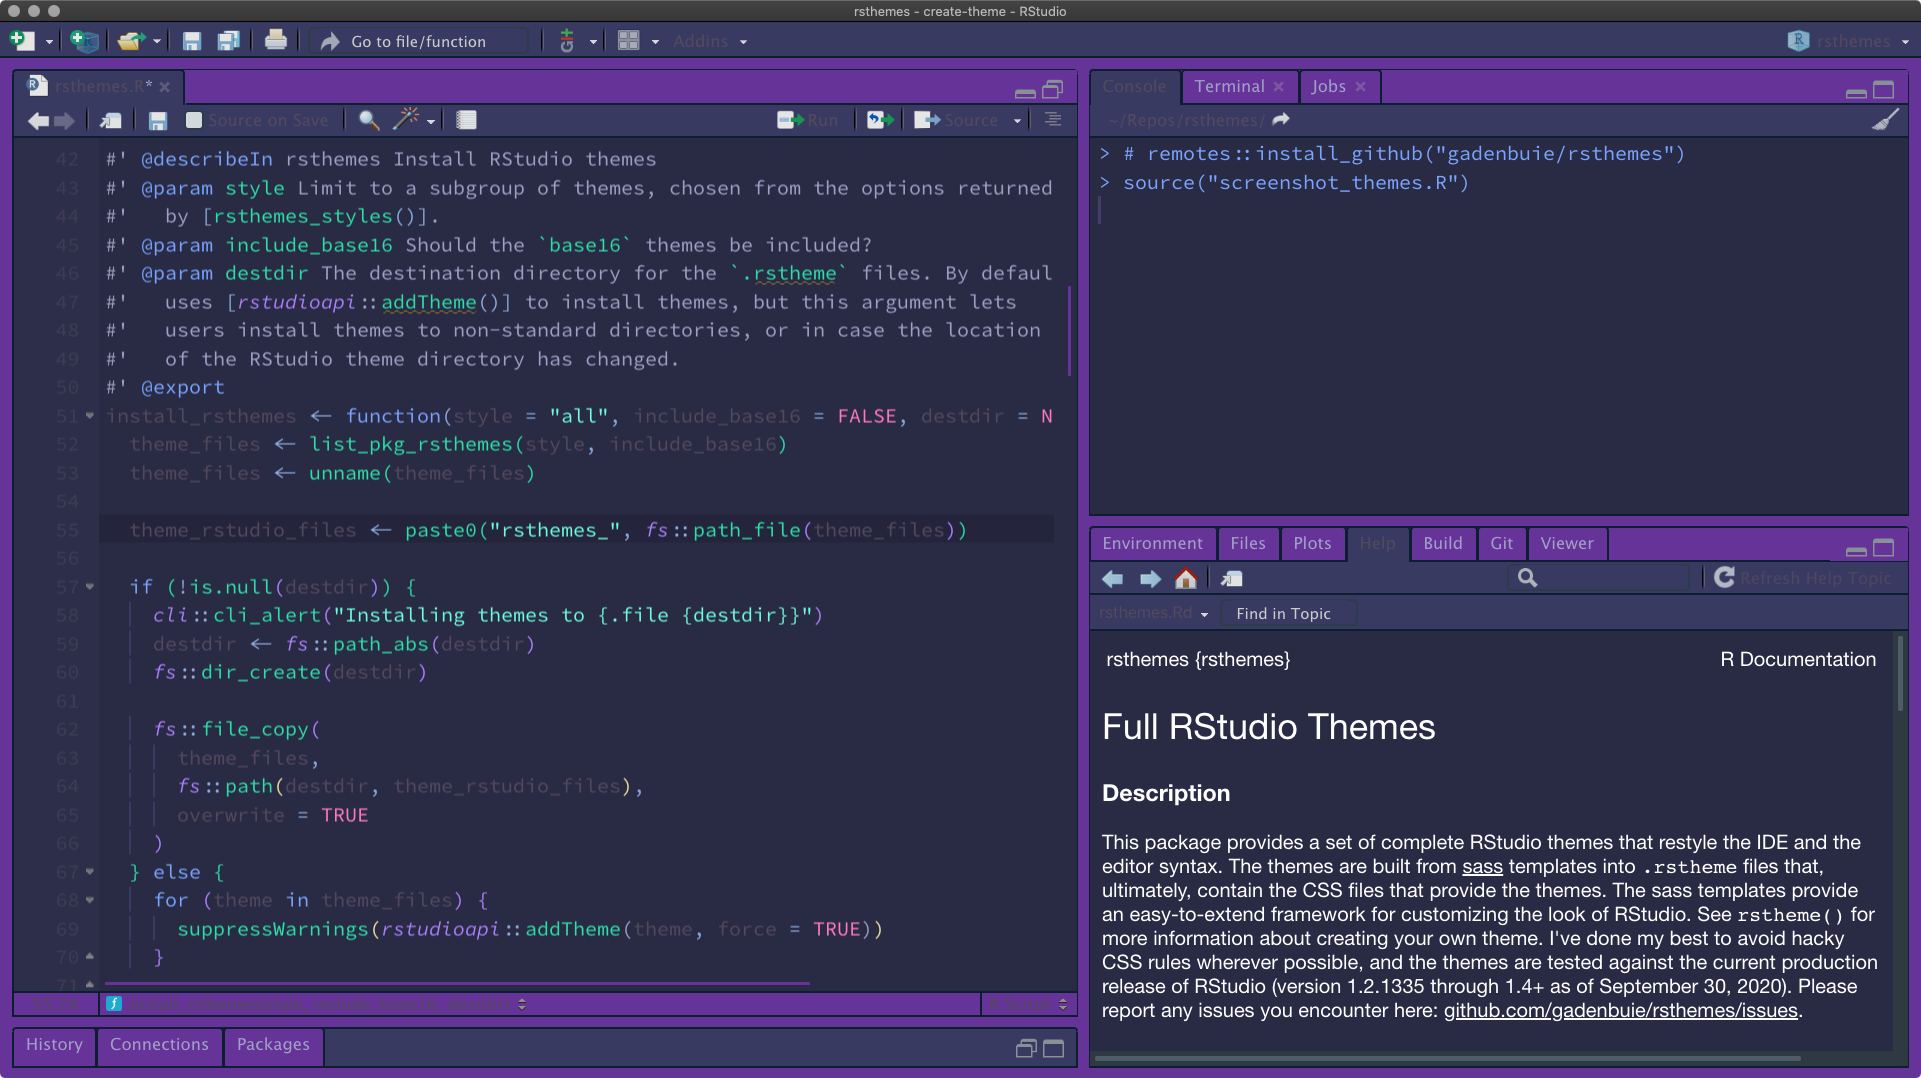 rsthemes - create-theme - RStudio
Go to file/function
Addins
rsthemes
rsthemes.R*
Source on Save
Run
Source
42 #' @describeIn rsthemes Install RStudio themes
43 #' @param style Limit to a subgroup of themes, chosen from the options returned
44 #'   by [rsthemes_styles()].
45 #' @param include_base16 Should the `base16` themes be included?
46 #' @param destdir The destination directory for the `.rstheme` files. By defaul
47 #'   uses [rstudioapi::addTheme()] to install themes, but this argument lets
48 #'   users install themes to non-standard directories, or in case the location
49 #'   of the RStudio theme directory has changed.
50 #' @export
51 install_rsthemes <- function(style = "all", include_base16 = FALSE, destdir = N
52   theme_files <- list_pkg_rsthemes(style, include_base16)
53   theme_files <- unname(theme_files)
54
55   theme_rstudio_files <- paste0("rsthemes_", fs::path_file(theme_files))
56
57   if (!is.null(destdir)) {
58     cli::cli_alert("Installing themes to {.file {destdir}}")
59     destdir <- fs::path_abs(destdir)
60     fs::dir_create(destdir)
61
62     fs::file_copy(
63       theme_files,
64       fs::path(destdir, theme_rstudio_files),
65       overwrite = TRUE
66     )
67   } else {
68     for (theme in theme_files) {
69       suppressWarnings(rstudioapi::addTheme(theme, force = TRUE))
70     }
71
History Connections Packages
Console Terminal Jobs
~/Repos/rsthemes/
> # remotes::install_github("gadenbuie/rsthemes")
> source("screenshot_themes.R")
Environment Files Plots Help Build Git Viewer
Refresh Help Topic
rsthemes.Rd Find in Topic
rsthemes {rsthemes} R Documentation
Full RStudio Themes
Description
This package provides a set of complete RStudio themes that restyle the IDE and the
editor syntax. The themes are built from sass templates into .rstheme files that,
ultimately, contain the CSS files that provide the themes. The sass templates provide
an easy-to-extend framework for customizing the look of RStudio. See rstheme() for
more information about creating your own theme. I've done my best to avoid hacky
CSS rules wherever possible, and the themes are tested against the current production
release of RStudio (version 1.2.1335 through 1.4+ as of September 30, 2020). Please
report any issues you encounter here: github.com/gadenbuie/rsthemes/issues.